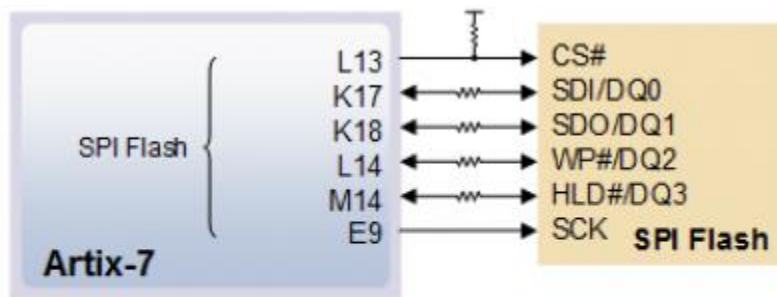 L13 CS#
K17 SDI/DQ0
K18 SDO/DQ1
SPI Flash L14 WP#/DQ2
M14 HLD#/DQ3
E9 SCK SPI Flash
Artix-7